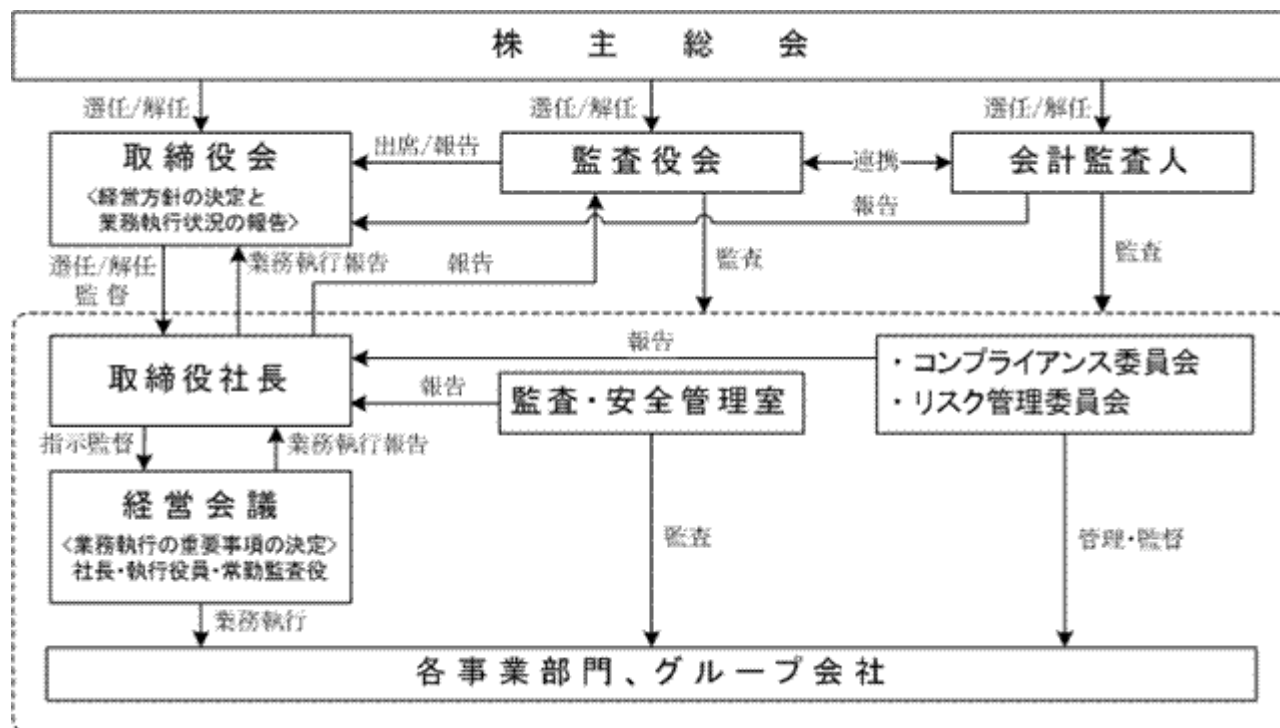 株主総会
選任/解任
選任/解任
選任/解任
取締役会
<経営方針の決定と
業務執行状況の報告>
出席/報告
監査役会
連携
会計監査人
報告
選任/解任
監督
業務執行報告
報告
監査
監査
取締役社長
報告
報告
監査・安全管理室
・コンプライアンス委員会
・リスク管理委員会
指示監督
業務執行報告
経営会議
<業務執行の重要事項の決定>
社長・執行役員・常勤監査役
監査
管理・監督
業務執行
各事業部門、グループ会社